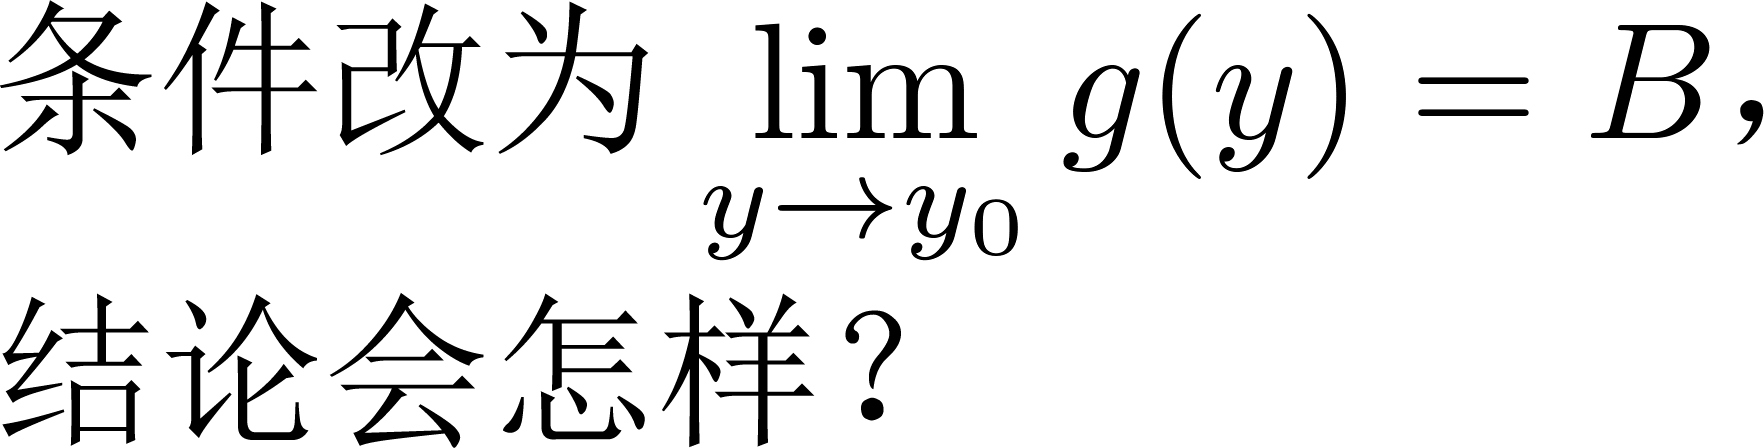 条件改为 $\lim_{y \to y_0} g(y) = B$，
结论会怎样？